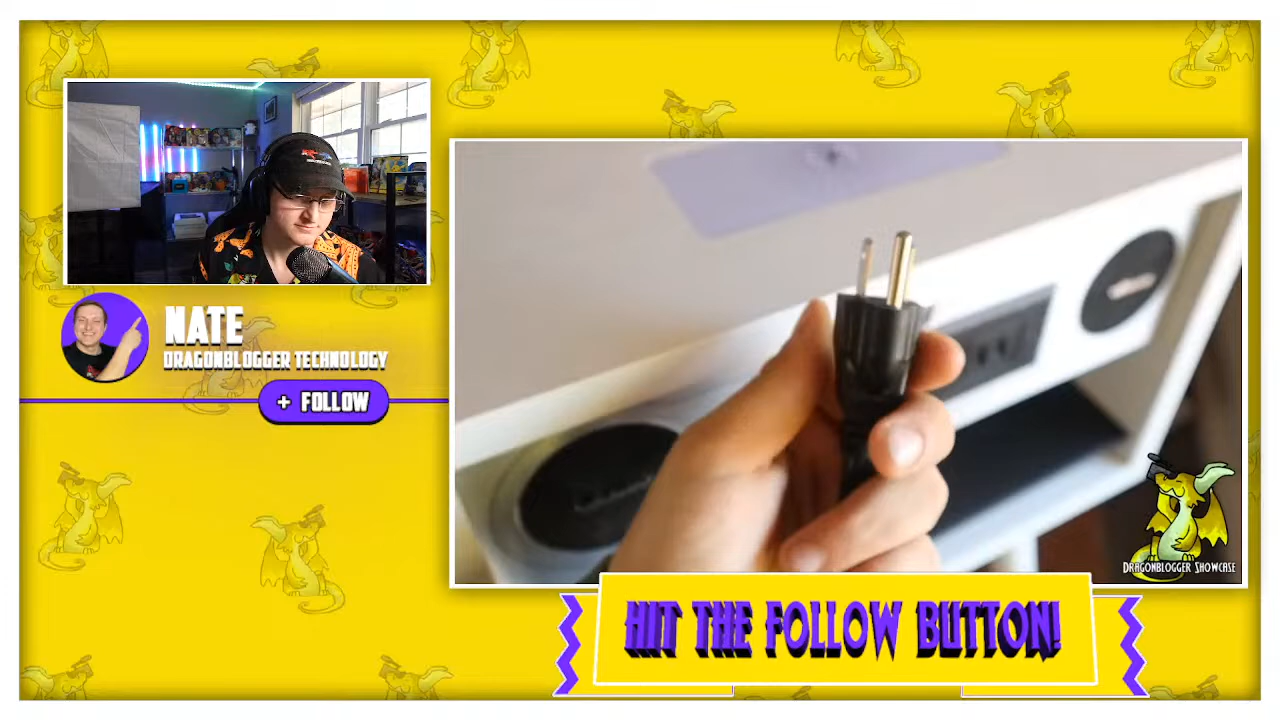 NATE
DRAGONBLOGGER TECHNOLOGY
+ FOLLOW
DRAGONBLOGGER SHOWCASE
HIT THE FOLLOW BUTTON!